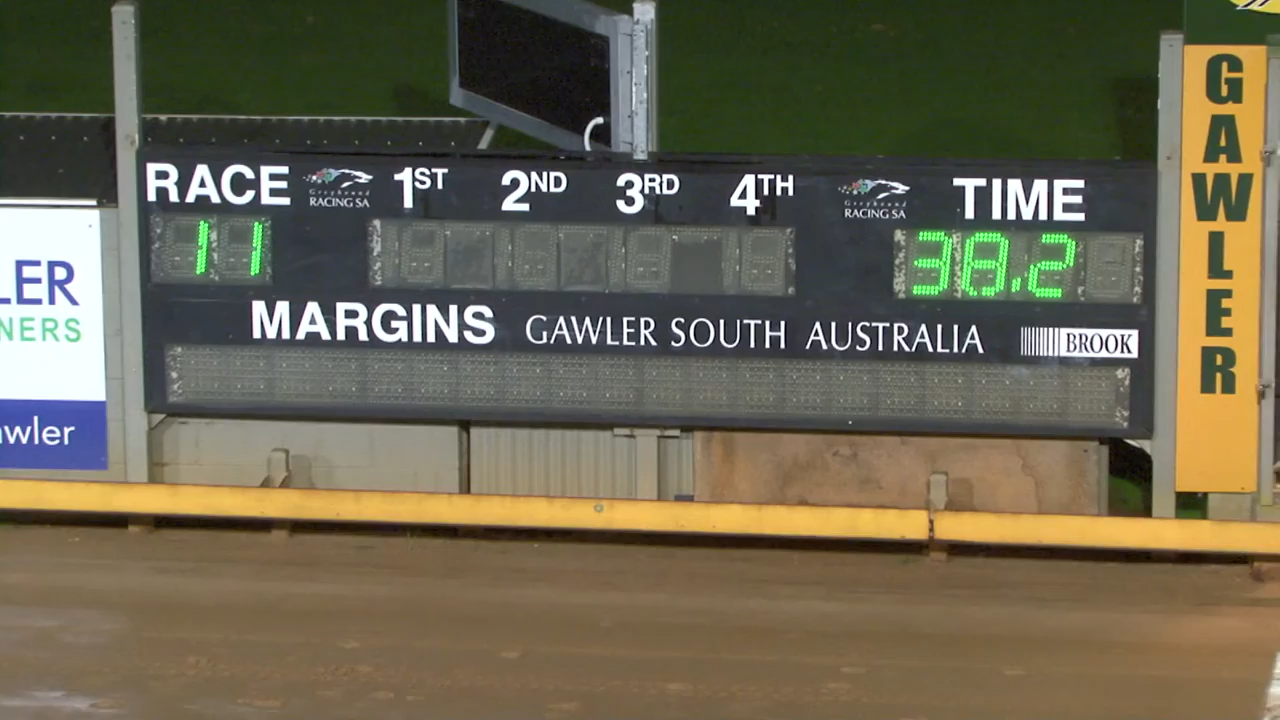 RACE
Greyhound
RACING SA
1ST 2ND 3RD 4TH
Greyhound
RACING SA
TIME
11
38.2
MARGINS
GAWLER SOUTH AUSTRALIA
BROOK
LER
NERS
awler
GAWLER